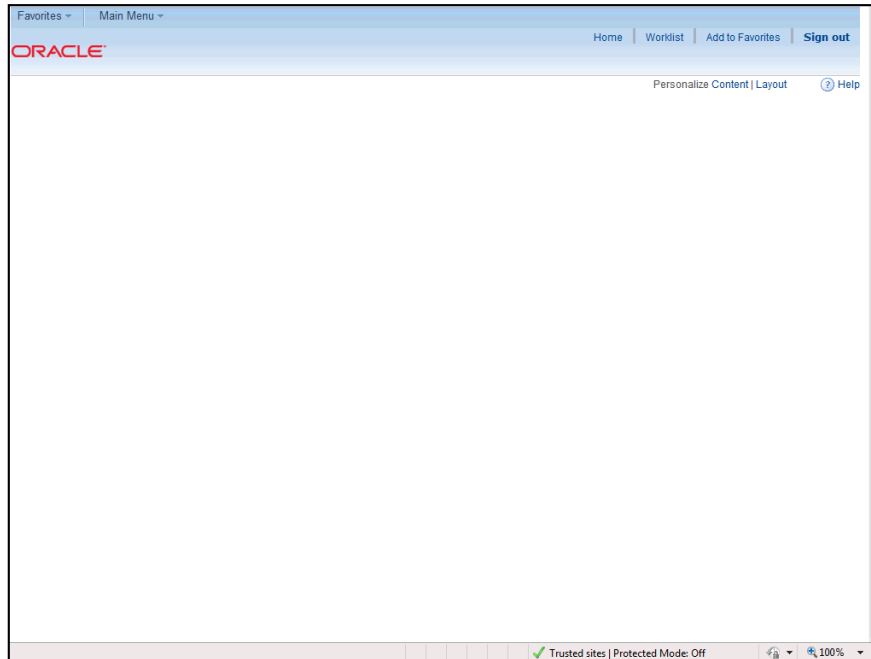 Favorites Main Menu
Home Worklist Add to Favorites Sign out
ORACLE
Personalize Content | Layout ? Help
Trusted sites | Protected Mode: Off 100%